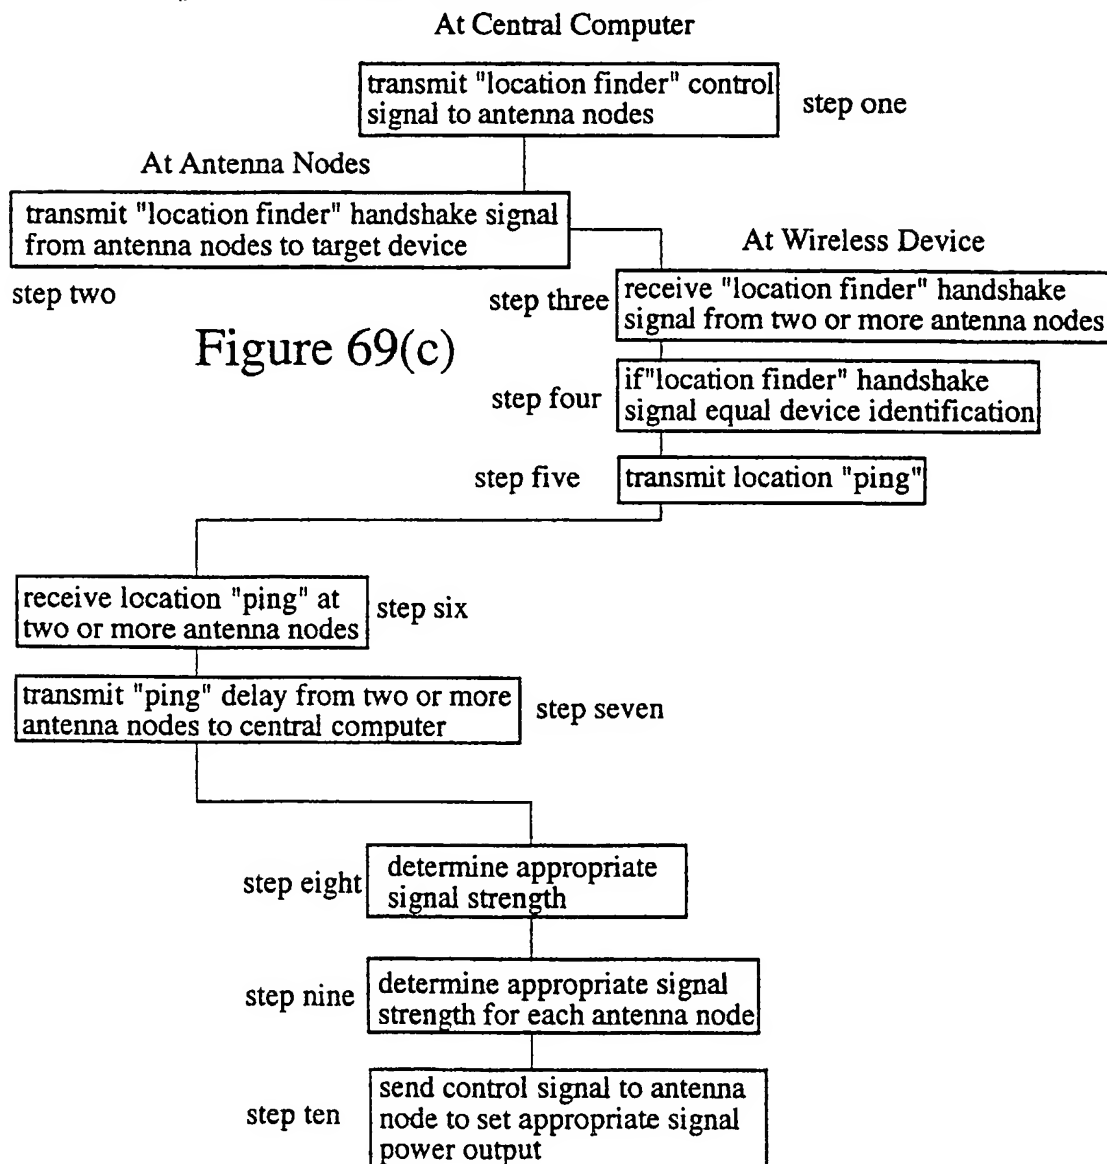 At Central Computer
transmit "location finder" control
signal to antenna nodes
step one
At Antenna Nodes
transmit "location finder" handshake signal
from antenna nodes to target device
step two
At Wireless Device
step three
receive "location finder" handshake
signal from two or more antenna nodes
Figure 69(c)
step four
if"location finder" handshake
signal equal device identification
step five
transmit location "ping"
receive location "ping" at
two or more antenna nodes
step six
transmit "ping" delay from two or more
antenna nodes to central computer
step seven
step eight
determine appropriate
signal strength
step nine
determine appropriate signal
strength for each antenna node
step ten
send control signal to antenna
node to set appropriate signal
power output